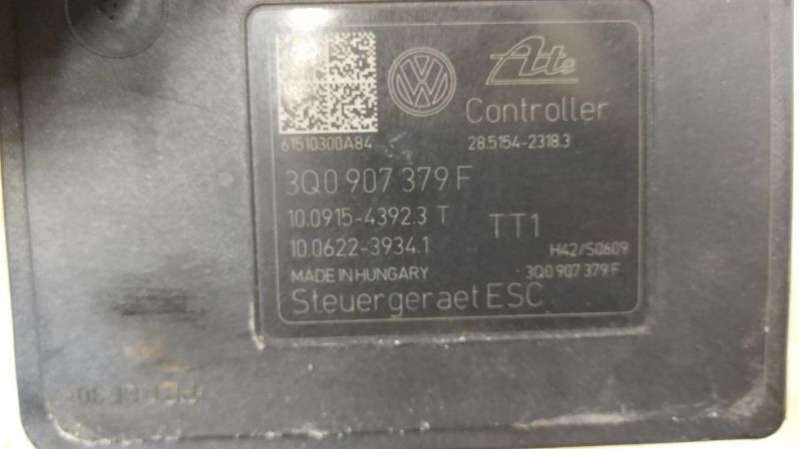 Ate
Controller
61510300A84
28.5154-2318.3
3Q0 907 379 F
10.0915-4392.3 T
TT1
10.0622-3934.1
H42/S0609
MADE IN HUNGARY
3Q0 907 379 F
Steuergeraet ESC